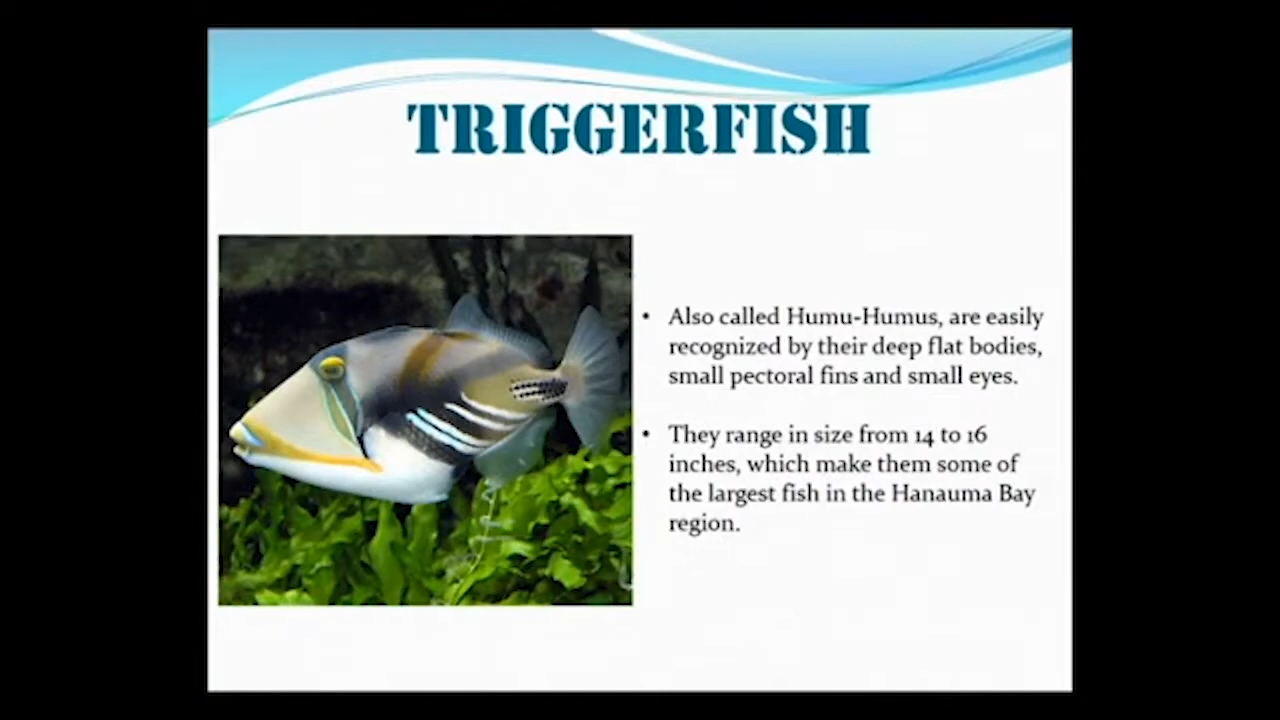 TRIGGERFISH
• Also called Humu-Humus, are easily
recognized by their deep flat bodies,
small pectoral fins and small eyes.
• They range in size from 14 to 16
inches, which make them some of
the largest fish in the Hanauma Bay
region.